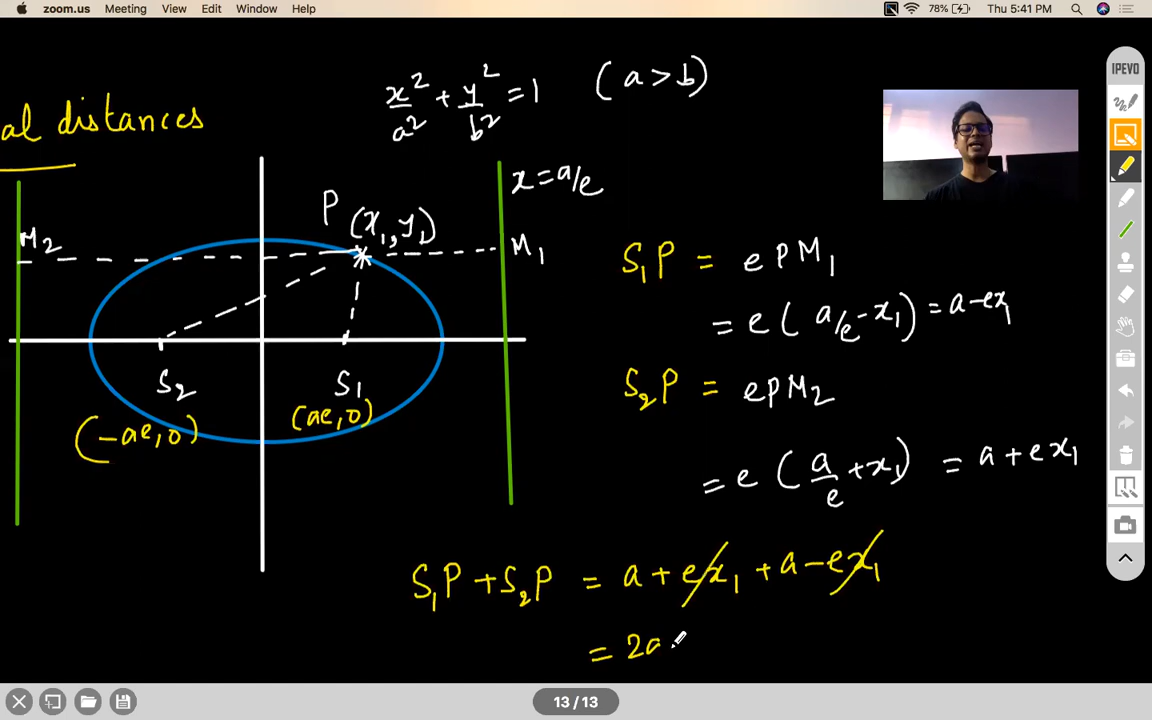 zoom.us Meeting View Edit Window Help 78% Thu 5:41 PM
x²/a² + y²/b² = 1 (a > b)
al distances
IPEVO
x = a/e
P (x₁, y₁)
M₂ M₁
S₁P = e PM₁
= e ( a/e - x₁) = a - ex₁
S₂P = e PM₂
S₂ S₁
(-ae, 0) (ae, 0)
= e ( a/e + x₁) = a + ex₁
S₁P + S₂P = a + ex₁ + a - ex₁
= 2a
13 / 13